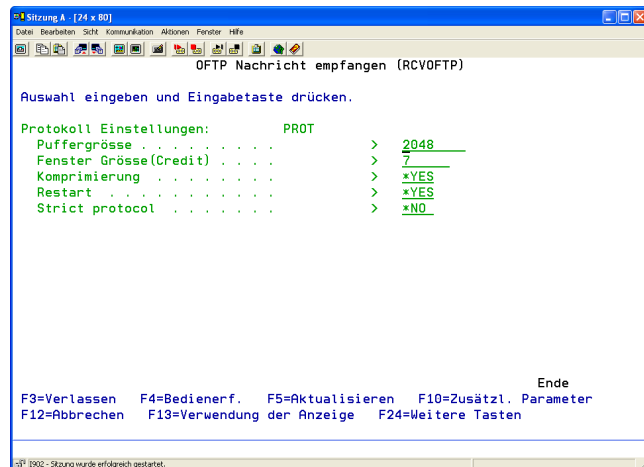 Sitzung A - [24 x 80]
Datei Bearbeiten Sicht Kommunikation Aktionen Fenster Hilfe
OFTP Nachricht empfangen (RCVOFTP)
Auswahl eingeben und Eingabetaste drücken.
Protokoll Einstellungen: PROT
Puffergrösse . . . . . . . . . > 2048
Fenster Grösse(Credit) . . . . > 7
Komprimierung . . . . . . . > *YES
Restart . . . . . . . . . . > *YES
Strict protocol . . . . . . > *NO
Ende
F3=Verlassen F4=Bedienerf. F5=Aktualisieren F10=Zusätzl. Parameter
F12=Abbrechen F13=Verwendung der Anzeige F24=Weitere Tasten
I902 - Sitzung wurde erfolgreich gestartet.